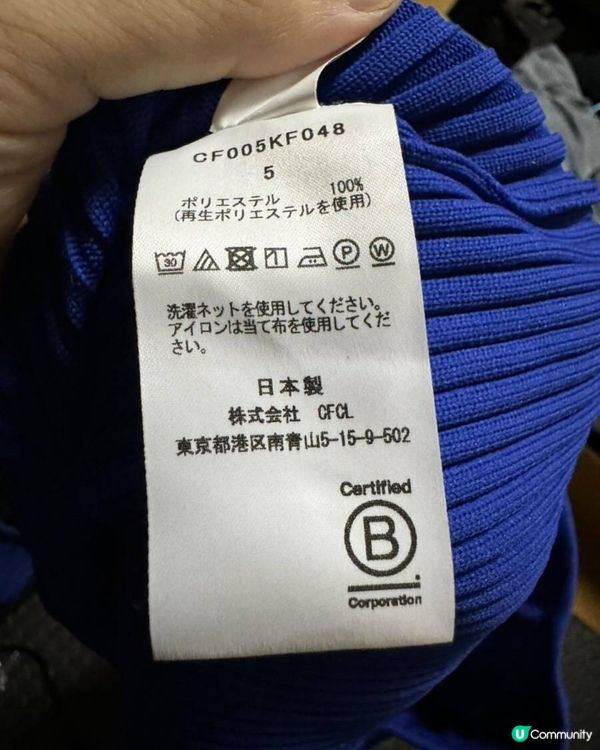 CF005KF048
5
ポリエステル 100%
(再生ポリエステルを使用)
30 P W
洗濯ネットを使用してください。
アイロンは当て布を使用してくだ
さい。
日本製
株式会社 CFCL
東京都港区南青山5-15-9-502
Certified
B
Corporation
U Community